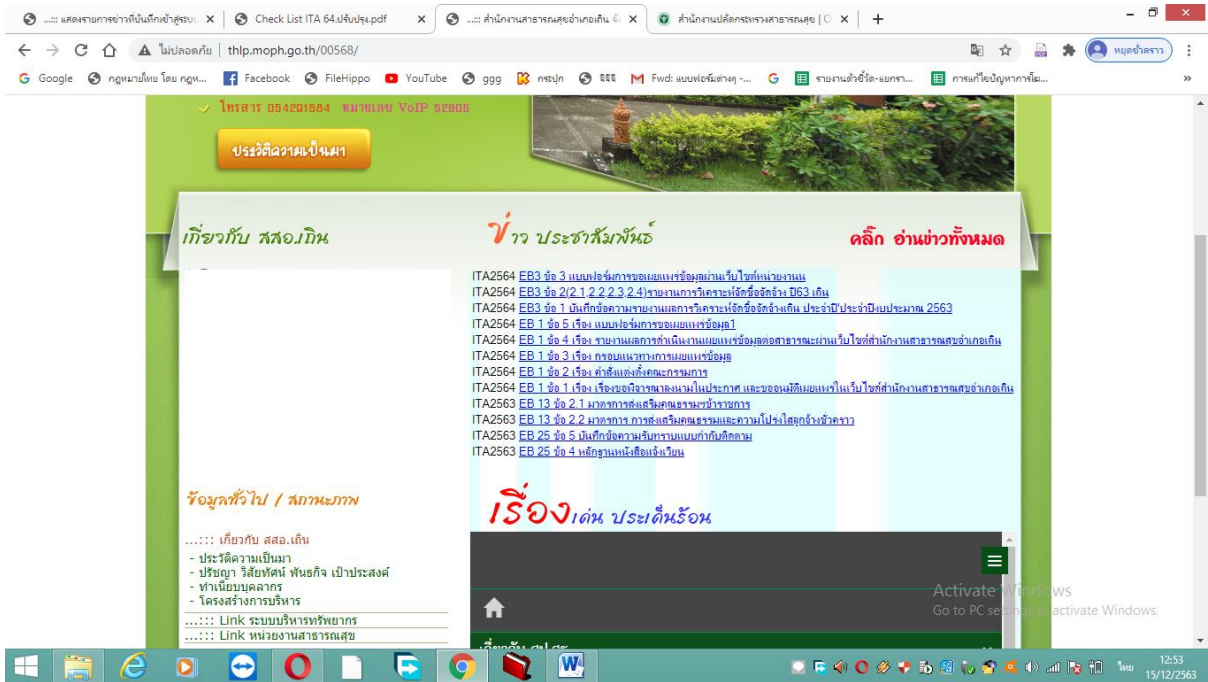 ...:: แสดงรายการข่าวที่บันทึกเข้าสู่ระบบ
Check List ITA 64.ปรับปรุง.pdf
...:: สำนักงานสาธารณสุขอำเภอเถิน จั
สำนักงานปลัดกระทรวงสาธารณสุข | O
ไม่ปลอดภัย
thlp.moph.go.th/00568/
หยุดชั่วคราว
Google
กฎหมายไทย โดย กฎห...
Facebook
FileHippo
YouTube
ggg
กรฃุก
ริริริ
Fwd: แบบฟอร์มต่างๆ -...
รายงานตัวชี้วัด-แยกรา...
การแก้ไขปัญหาการโผ...
โทรสาร 054291584 หมายเลข VoIP 52805
ประวัติความเป็นมา
เกี่ยวกับ สสอ.เถิน
ข่าว ประชาสัมพันธ์
คลิ๊ก อ่านข่าวทั้งหมด
ITA2564 EB3 ข้อ 3 แบบฟอร์มการขอเผยแพร่ข้อมูลผ่านเว็บไซต์หน่วยงานน
ITA2564 EB3 ข้อ 2(2.1,2.2,2.3,2.4)รายงานการวิเคราะห์จัดซื้อจัดจ้าง ปี63 เถิน
ITA2564 EB3 ข้อ 1 บันทึกข้อความรายงานผลการวิเคราะห์จัดซื้อจัดจ้างเถิน ประจำปี'ประจำปีงบประมาณ 2563
ITA2564 EB 1 ข้อ 5 เรื่อง แบบฟอร์มการขอเผยแพร่ข้อมูล1
ITA2564 EB 1 ข้อ 4 เรื่อง รายงานผลการดำเนินงานเผยแพร่ข้อมูลต่อสาธารณะผ่านเว็บไซต์สำนักงานสาธารณสุขอำเภอเถิน
ITA2564 EB 1 ข้อ 3 เรื่อง กรอบแนวทางการเผยแพร่ข้อมูล
ITA2564 EB 1 ข้อ 2 เรื่อง คำสั่งแต่งตั้งคณะกรรมการ
ITA2564 EB 1 ข้อ 1 เรื่อง เรื่องขอพิจารณาลงนามในประกาศ และขออนุมัติเผยแพร่ในเว็บไซต์สำนักงานสาธารณสุขอำเภอเถิน
ITA2563 EB 13 ข้อ 2.1 มาตรการส่งเสริมคุณธรรมฯข้าราชการ
ITA2563 EB 13 ข้อ 2.2 มาตรการ การส่งเสริมคุณธรรมและความโปร่งใสลูกจ้างชั่วคราว
ITA2563 EB 25 ข้อ 5 บันทึกข้อความรับทราบแบบกำกับติดตาม
ITA2563 EB 25 ข้อ 4 หลักฐานหนังสือแจ้งเวียน
ข้อมูลทั่วไป / สถานะภาพ
เรื่องเด่น ประเด็นร้อน
...::: เกี่ยวกับ สสอ.เถิน
- ประวัติความเป็นมา
- ปรัชญา วิสัยทัศน์ พันธกิจ เป้าประสงค์
- ทำเนียบบุคลากร
- โครงสร้างการบริหาร
...::: Link ระบบบริหารทรัพยากร
...::: Link หน่วยงานสาธารณสุข
Activate Windows
Go to PC settings to activate Windows.
ไทย
12:53
15/12/2563